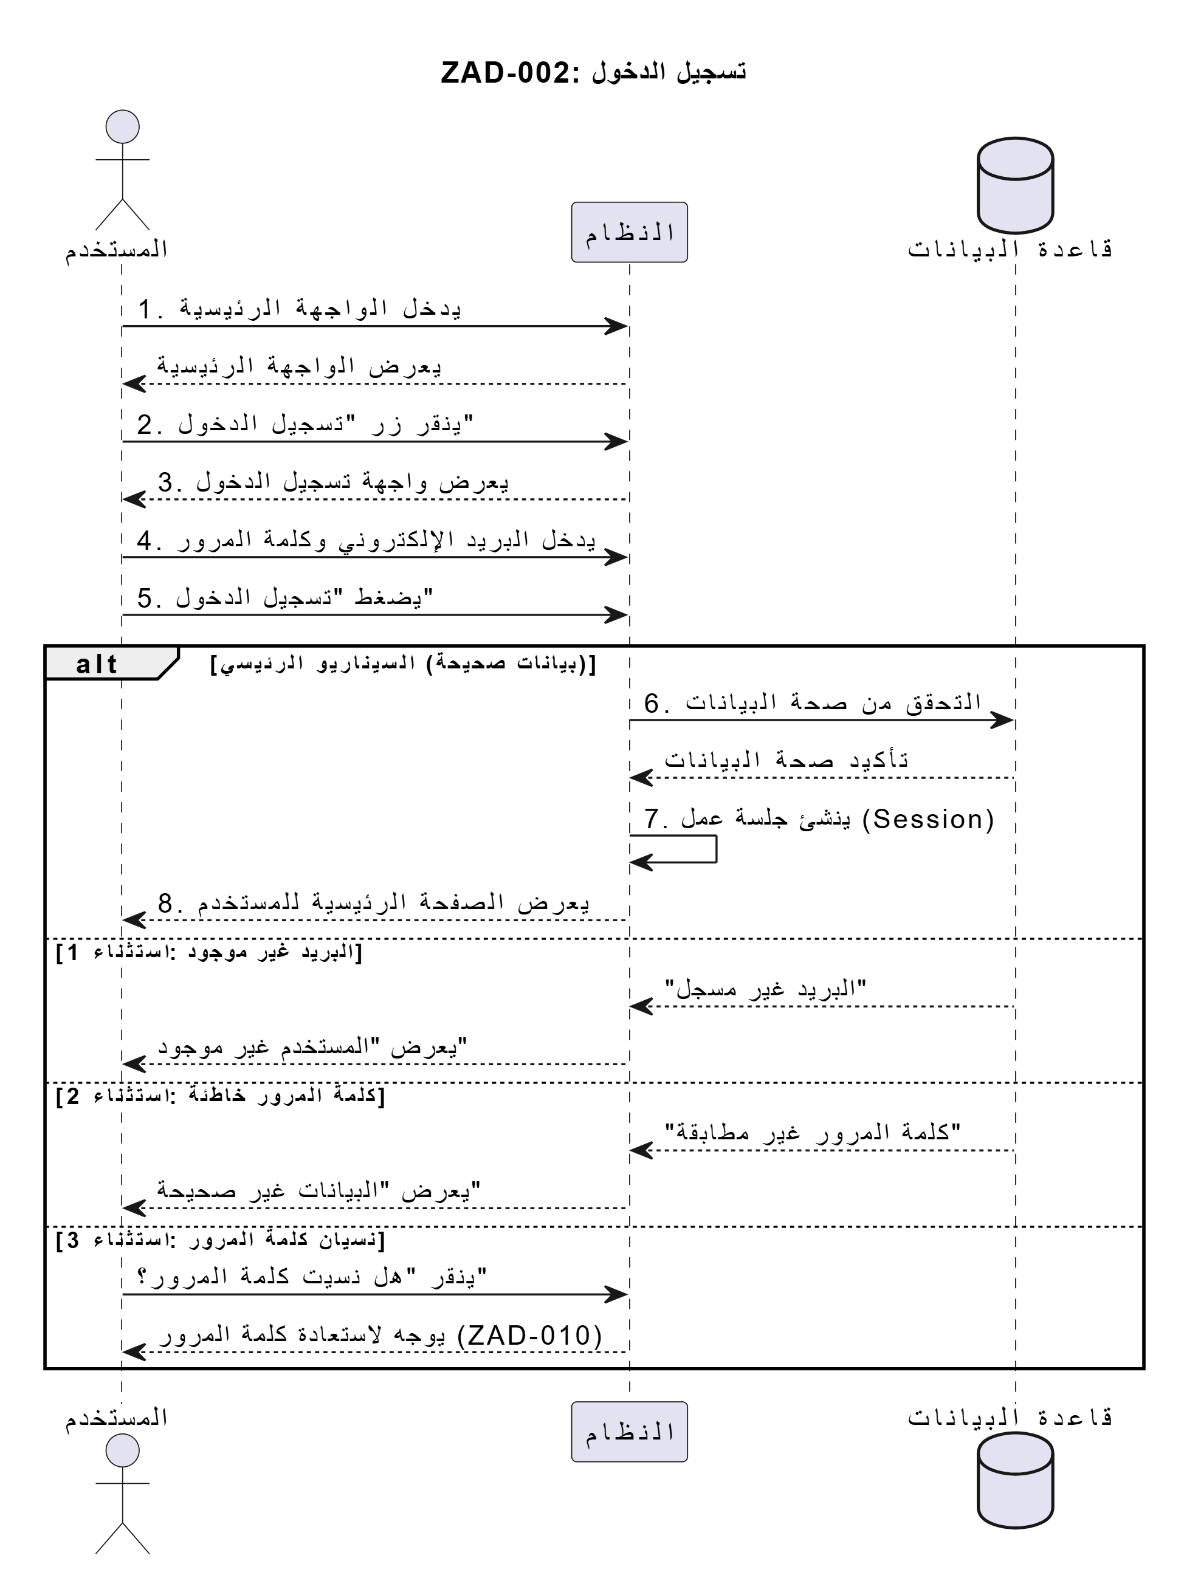 ZAD-002: تسجيل الدخول
المستخدم
النظام
قاعدة البيانات
1. يدخل الواجهة الرئيسية
يعرض الواجهة الرئيسية
2. ينقر زر "تسجيل الدخول"
3. يعرض واجهة تسجيل الدخول
4. يدخل البريد الإلكتروني وكلمة المرور
5. يضغط "تسجيل الدخول"
alt
[السيناريو الرئيسي (بيانات صحيحة)]
6. التحقق من صحة البيانات
تأكيد صحة البيانات
7. ينشئ جلسة عمل (Session)
8. يعرض الصفحة الرئيسية للمستخدم
[استثناء 1: البريد غير موجود]
"البريد غير مسجل"
يعرض "المستخدم غير موجود"
[استثناء 2: كلمة المرور خاطئة]
"كلمة المرور غير مطابقة"
يعرض "البيانات غير صحيحة"
[استثناء 3: نسيان كلمة المرور]
ينقر "هل نسيت كلمة المرور؟"
يوجه لاستعادة كلمة المرور (ZAD-010)
المستخدم
النظام
قاعدة البيانات